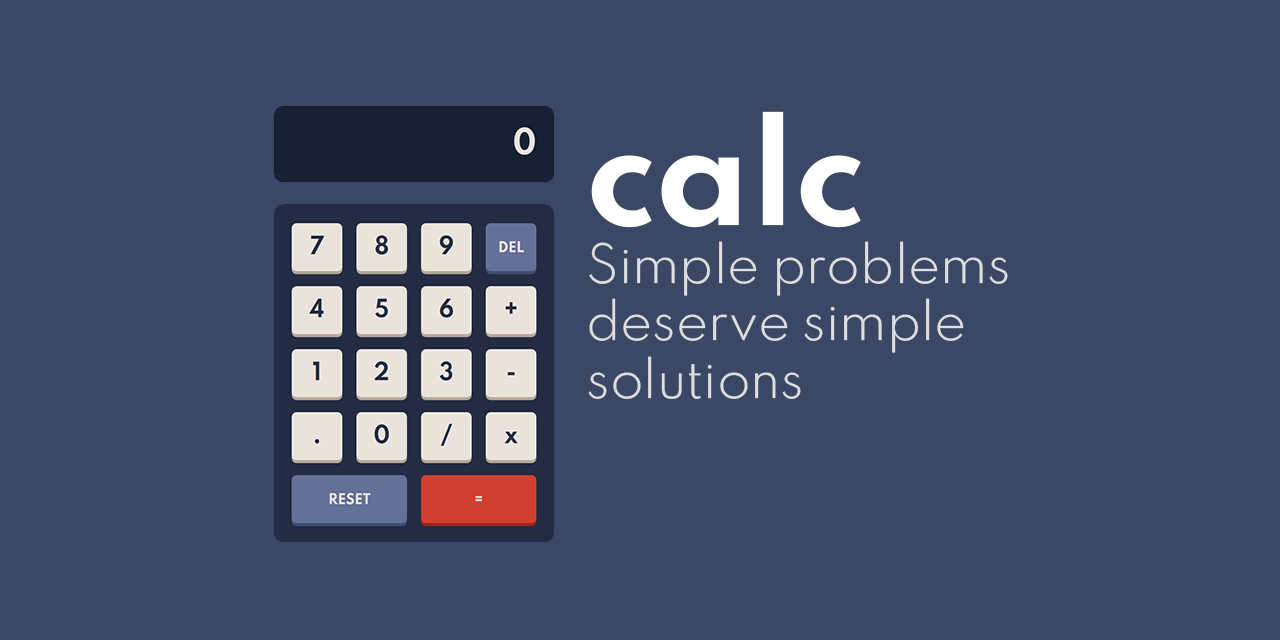 0
calc
Simple problems
deserve simple
solutions
7 8 9 DEL
4 5 6 +
1 2 3 -
. 0 / x
RESET =